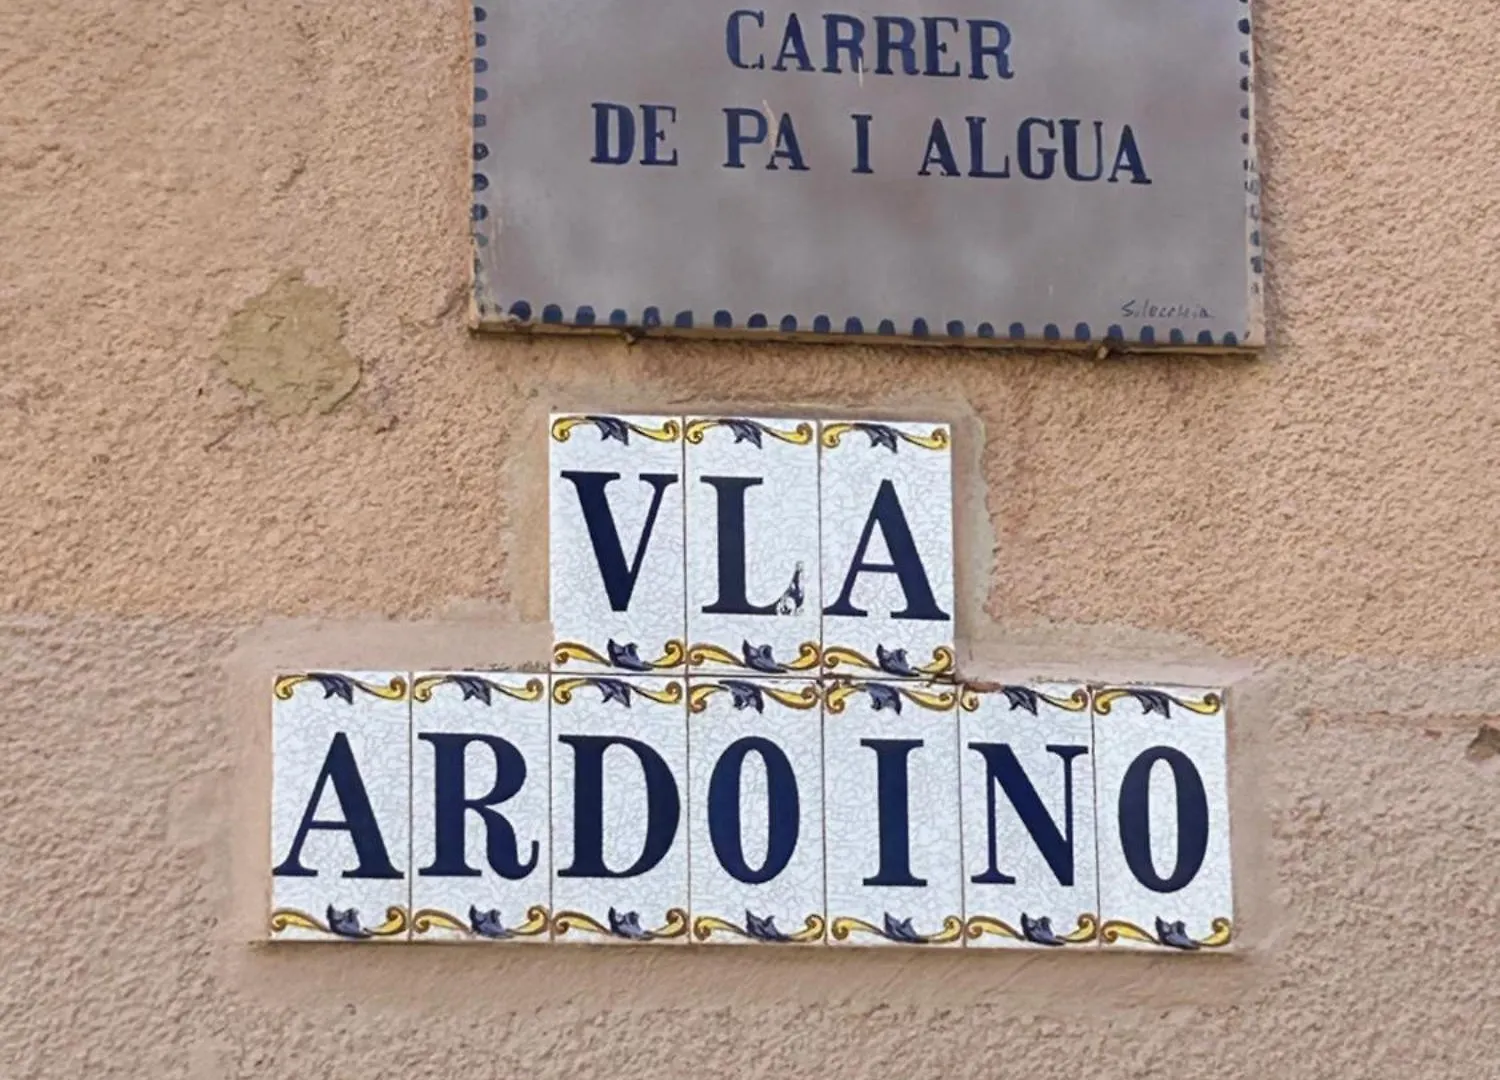 CARRER
DE PA I ALGUA
VLA
ARDOINO